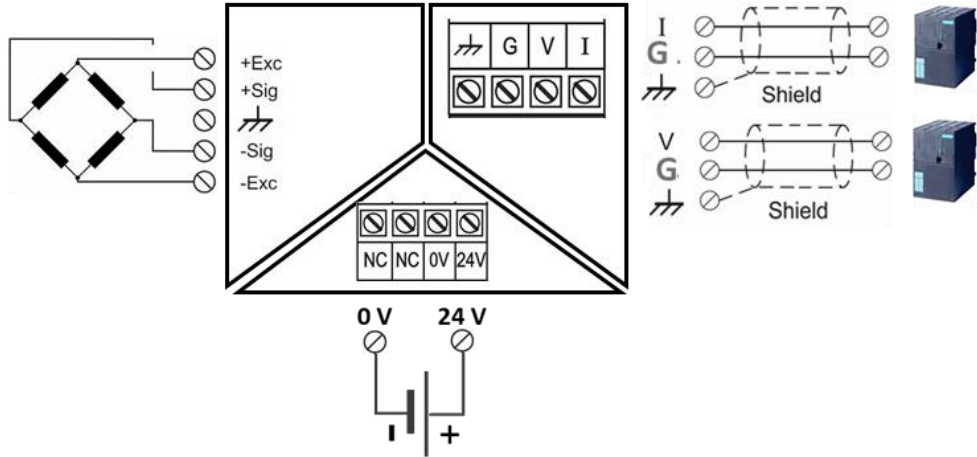 +Exc
+Sig
-Sig
-Exc
G V I
I
G .
Shield
V
G
Shield
NC NC 0V 24V
0 V 24 V
- +